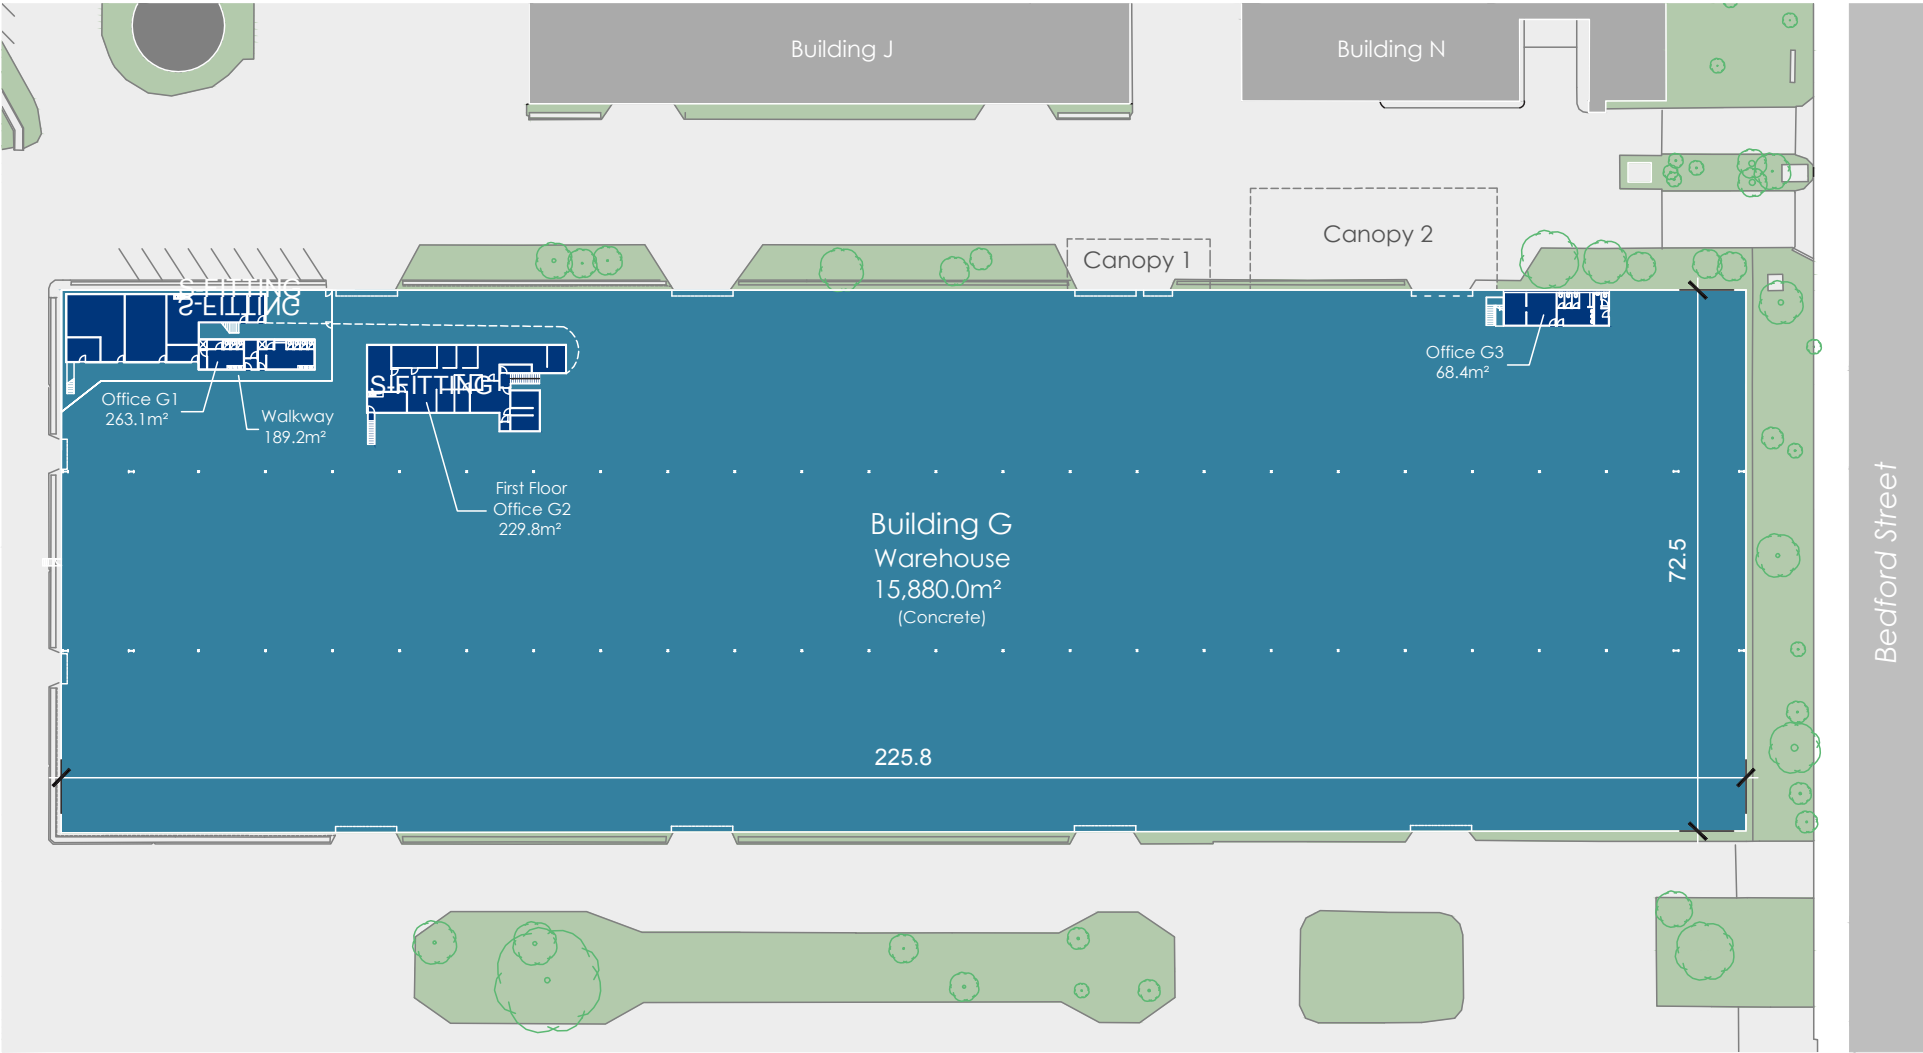 Building J
Building N
Canopy 2
Canopy 1
S-FITTING
S-FITTING
Office G3
68.4m²
S-FITTING
Office G1
263.1m²
Walkway
189.2m²
First Floor
Office G2
229.8m²
Building G
Warehouse
15,880.0m²
(Concrete)
72.5
Bedford Street
225.8